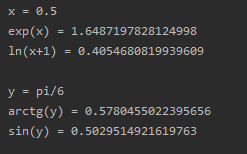 x = 0.5
exp(x) = 1.6487197828124998
ln(x+1) = 0.4054680819939609
y = pi/6
arctg(y) = 0.5780455022395656
sin(y) = 0.5029514921619763